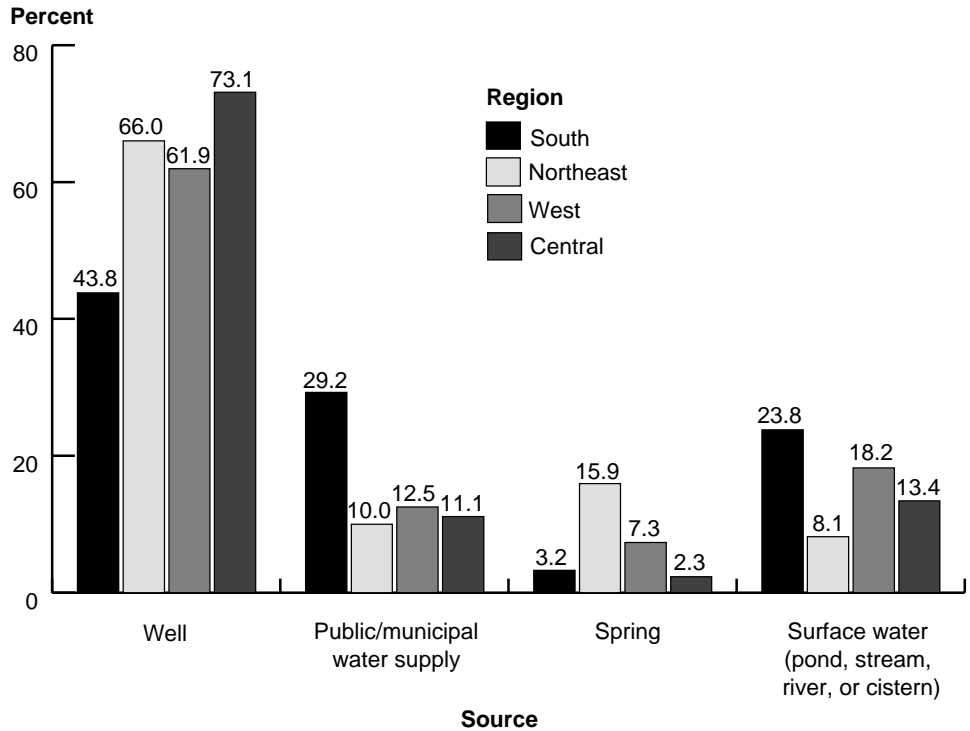 Percent
80
60
40
20
0
Region
South
Northeast
West
Central
43.8
66.0
61.9
73.1
29.2
10.0
12.5
11.1
3.2
15.9
7.3
2.3
23.8
8.1
18.2
13.4
Well
Public/municipal
water supply
Spring
Surface water
(pond, stream,
river, or cistern)
Source